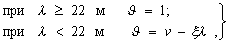 при λ ≥ 22 м ϑ = 1;
при λ < 22 м ϑ = ν − ξλ ,